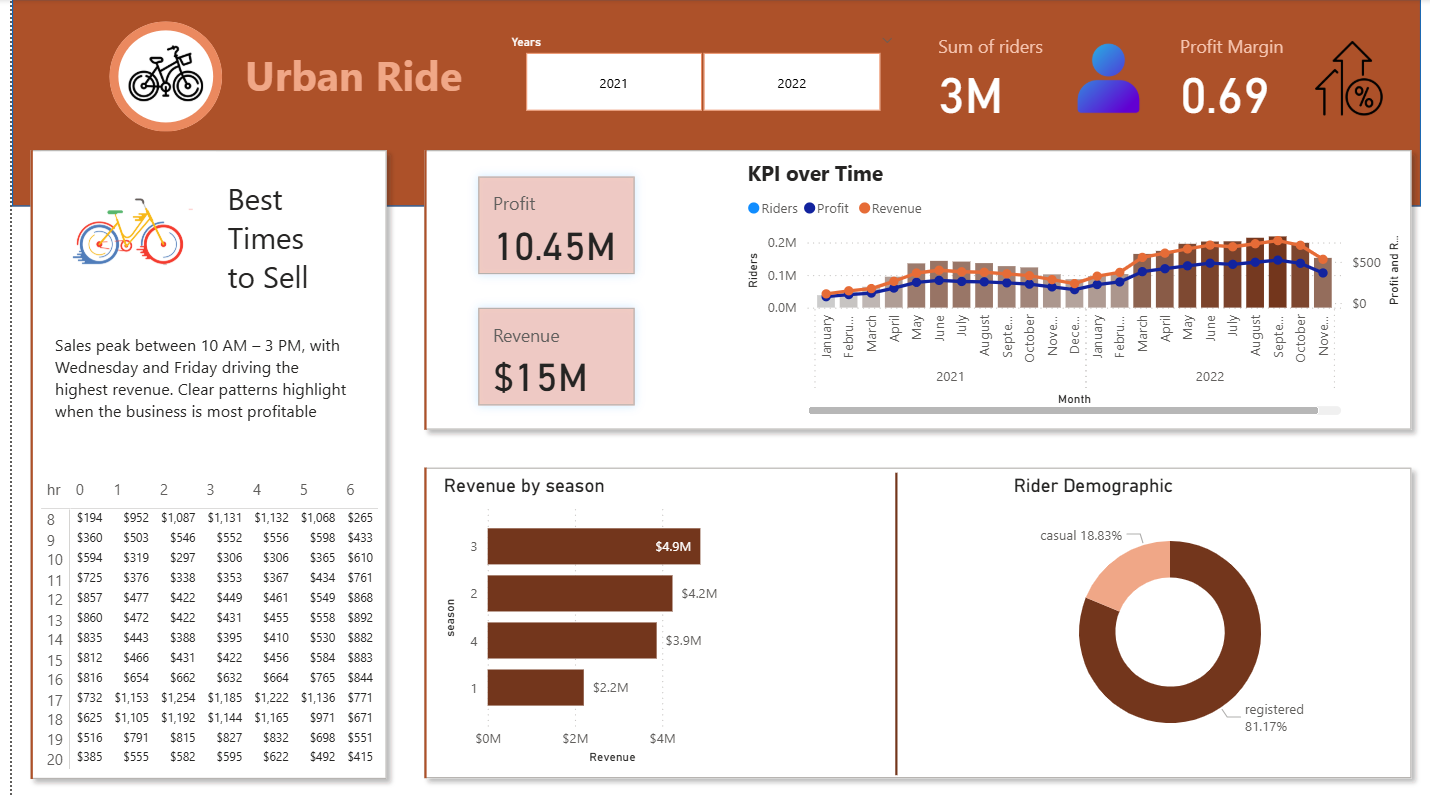 Urban Ride
Years
2021
2022
Sum of riders
3M
Profit Margin
0.69
%
Best
Times
to Sell
Sales peak between 10 AM – 3 PM, with
Wednesday and Friday driving the
highest revenue. Clear patterns highlight
when the business is most profitable
hr 0 1 2 3 4 5 6
8 $194 $952 $1,087 $1,131 $1,132 $1,068 $265
9 $360 $503 $546 $552 $556 $598 $433
10 $594 $319 $297 $306 $306 $365 $610
11 $725 $376 $338 $353 $367 $434 $761
12 $857 $477 $422 $449 $461 $549 $868
13 $860 $472 $422 $431 $455 $558 $892
14 $835 $443 $388 $395 $410 $530 $882
15 $812 $466 $431 $422 $456 $584 $883
16 $816 $654 $662 $632 $664 $765 $844
17 $732 $1,153 $1,254 $1,185 $1,222 $1,136 $771
18 $625 $1,105 $1,192 $1,144 $1,165 $971 $671
19 $516 $791 $815 $827 $832 $698 $551
20 $385 $555 $582 $595 $622 $492 $415
Profit
10.45M
Revenue
$15M
KPI over Time
Riders Profit Revenue
Riders
0.2M
0.1M
0.0M
$500
$0
Profit and R...
January
Febru...
March
April
May
June
July
August
Septe...
October
Nove...
Dece...
January
Febru...
March
April
May
June
July
August
Septe...
October
Nove...
2021
2022
Month
Revenue by season
season
3 $4.9M
2 $4.2M
4 $3.9M
1 $2.2M
$0M $2M $4M
Revenue
Rider Demographic
casual 18.83%
registered
81.17%